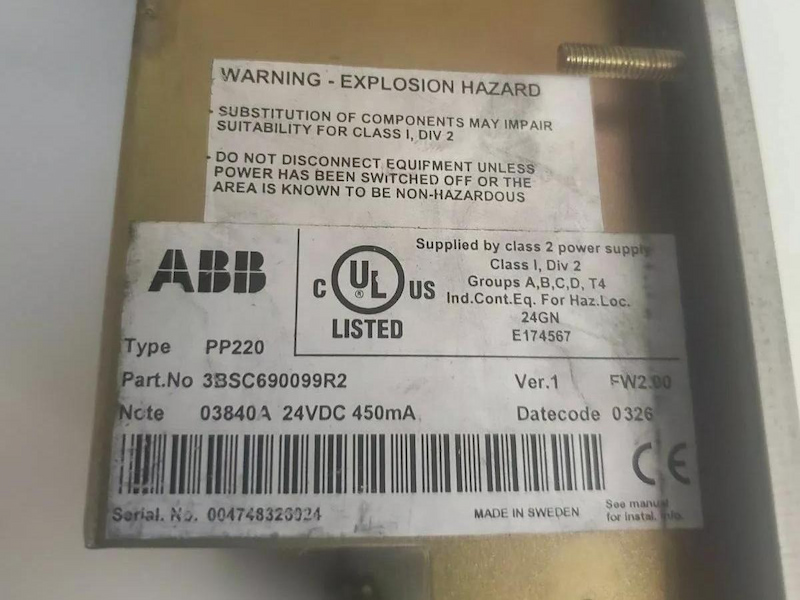 WARNING - EXPLOSION HAZARD
- SUBSTITUTION OF COMPONENTS MAY IMPAIR
SUITABILITY FOR CLASS I, DIV 2
- DO NOT DISCONNECT EQUIPMENT UNLESS
POWER HAS BEEN SWITCHED OFF OR THE
AREA IS KNOWN TO BE NON-HAZARDOUS
ABB
C UL ® US
LISTED
Supplied by class 2 power supply
Class I, Div 2
Groups A,B,C,D, T4
Ind.Cont.Eq. For Haz.Loc.
24GN
E174567
Type PP220
Part.No 3BSC690099R2 Ver.1 FW2.00
Note 03840A 24VDC 450mA Datecode 0326
CE
Serial. No. MADE IN SWEDEN
See manual
for instal. info.